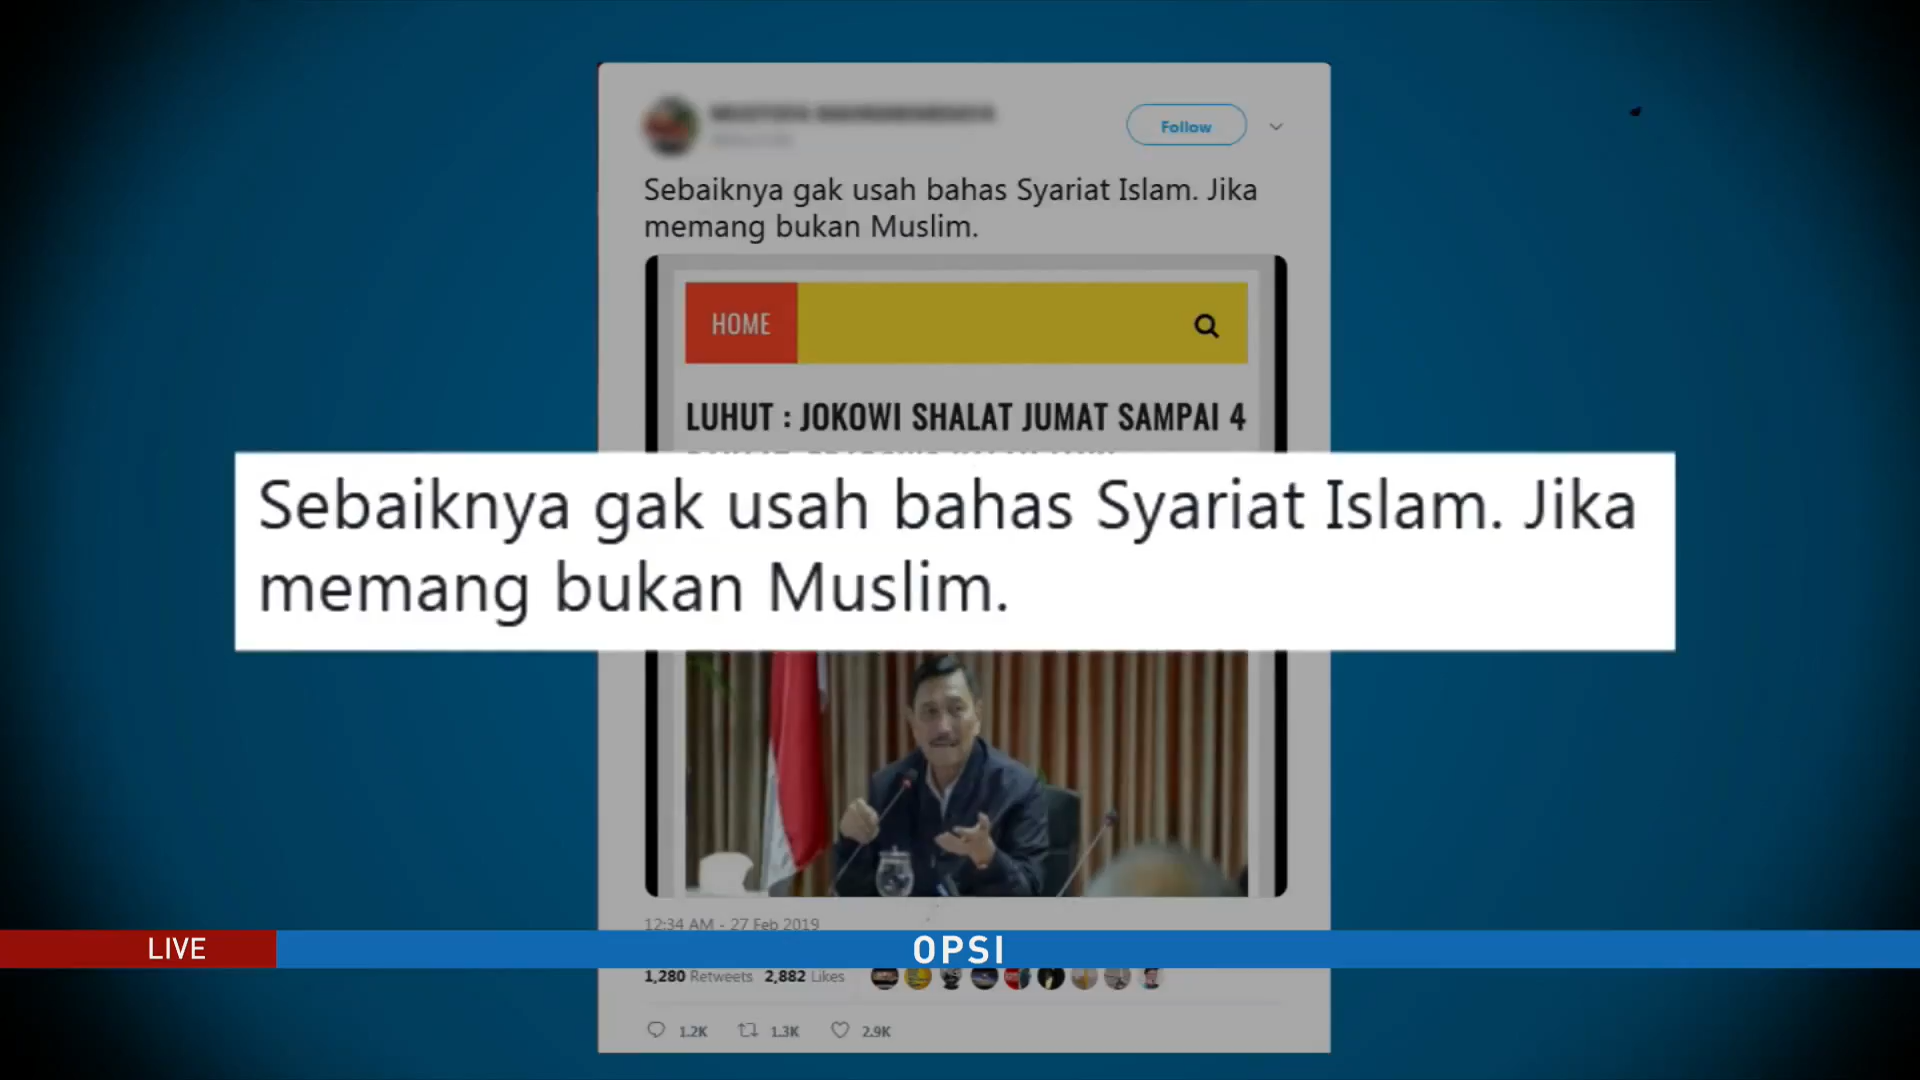 Follow
Sebaiknya gak usah bahas Syariat Islam. Jika
memang bukan Muslim.
HOME
LUHUT : JOKOWI SHALAT JUMAT SAMPAI 4
Sebaiknya gak usah bahas Syariat Islam. Jika
memang bukan Muslim.
12:34 AM - 27 Feb 2019
LIVE
OPSI
1,280 Retweets 2,882 Likes
1.2K 1.3K 2.9K